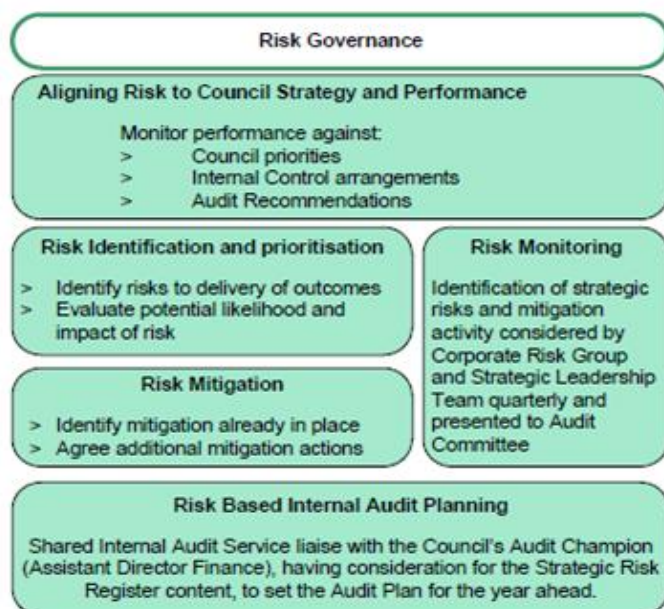 Risk Governance
Aligning Risk to Council Strategy and Performance
Monitor performance against:
> Council priorities
> Internal Control arrangements
> Audit Recommendations
Risk Identification and prioritisation
> Identify risks to delivery of outcomes
> Evaluate potential likelihood and
impact of risk
Risk Mitigation
> Identify mitigation already in place
> Agree additional mitigation actions
Risk Monitoring
Identification of strategic
risks and mitigation
activity considered by
Corporate Risk Group
and Strategic Leadership
Team quarterly and
presented to Audit
Committee
Risk Based Internal Audit Planning
Shared Internal Audit Service liaise with the Council's Audit Champion
(Assistant Director Finance), having consideration for the Strategic Risk
Register content, to set the Audit Plan for the year ahead.